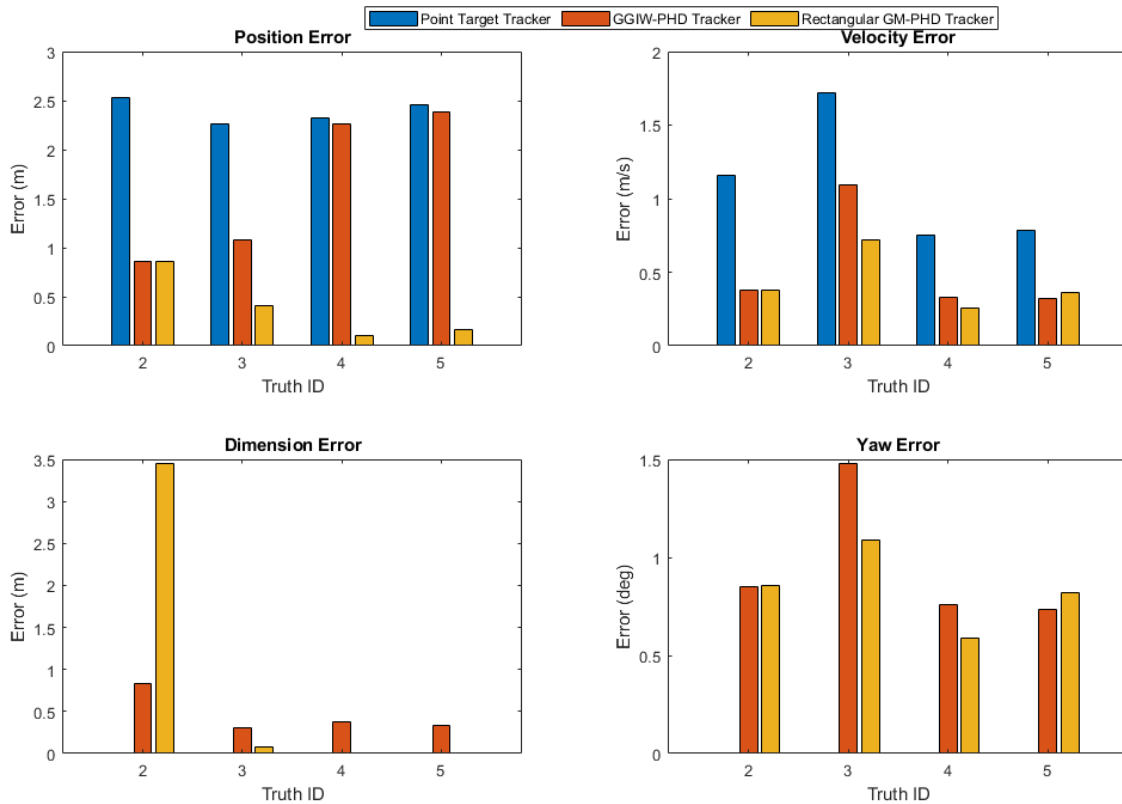 Point Target Tracker GGIW-PHD Tracker Rectangular GM-PHD Tracker
Position Error
3
2.5
2
1.5
1
0.5
0
Error (m)
2 3 4 5
Truth ID
Velocity Error
2
1.5
1
0.5
0
Error (m/s)
2 3 4 5
Truth ID
Dimension Error
3.5
3
2.5
2
1.5
1
0.5
0
Error (m)
2 3 4 5
Truth ID
Yaw Error
1.5
1
0.5
0
Error (deg)
2 3 4 5
Truth ID